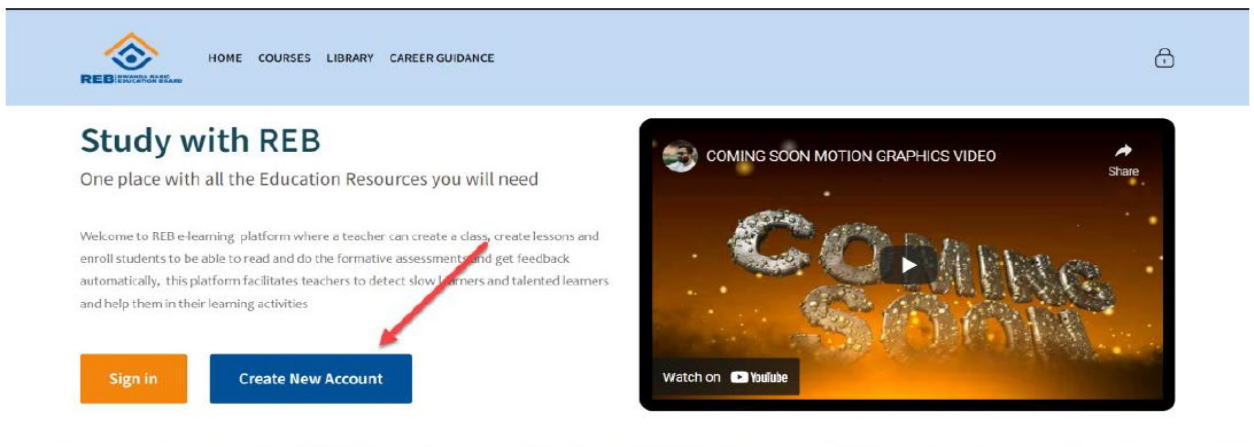 REB RWANDA BASIC EDUCATION BOARD
HOME COURSES LIBRARY CAREER GUIDANCE
Study with REB
One place with all the Education Resources you will need
Welcome to REB e-learning platform where a teacher can create a class, create lessons and
enroll students to be able to read and do the formative assessments and get feedback
automatically, this platform facilitates teachers to detect slow learners and talented learners
and help them in their learning activities
Sign in
Create New Account
COMING SOON MOTION GRAPHICS VIDEO
Share
COMING
SOON
Watch on YouTube